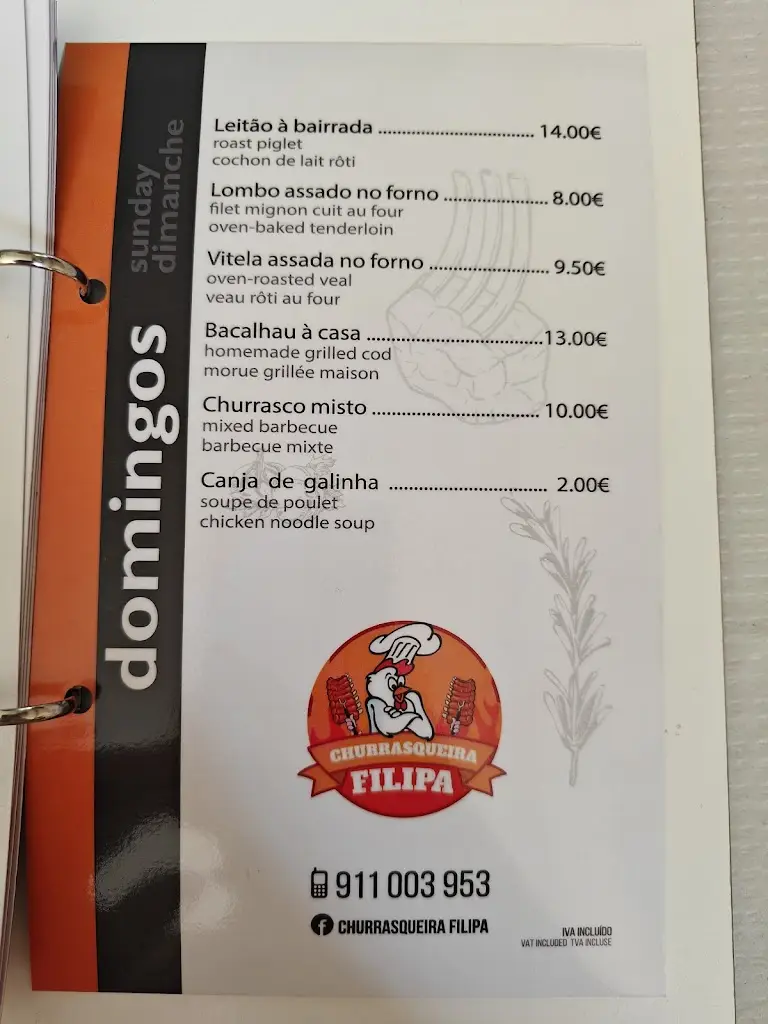 domingos
sunday
dimanche
Leitão à bairrada ................................. 14.00€
roast piglet
cochon de lait rôti
Lombo assado no forno ...................... 8.00€
filet mignon cuit au four
oven-baked tenderloin
Vitela assada no forno ......................... 9.50€
oven-roasted veal
veau rôti au four
Bacalhau à casa .....................................13.00€
homemade grilled cod
morue grillée maison
Churrasco misto ................................... 10.00€
mixed barbecue
barbecue mixte
Canja de galinha ................................ 2.00€
soupe de poulet
chicken noodle soup
CHURRASQUEIRA
FILIPA
911 003 953
CHURRASQUEIRA FILIPA
IVA INCLUÍDO
VAT INCLUDED TVA INCLUSE